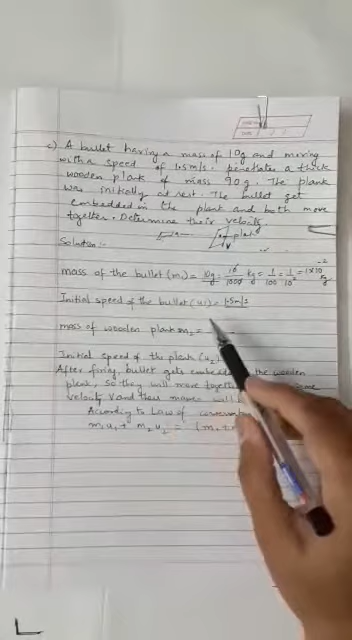 c) A bullet having a mass of 10g and moving
with a speed of 1.5m/s. penetrates a thick
wooden plank of mass 90g. The plank
was initially at rest. The bullet get
embedded in the plank and both move
together. Determine their velocity.
Solution:-
mass of the bullet (m1) = 10g = 10/1000 kg = 1/100 = 1/10² = 1×10⁻² kg
Initial speed of the bullet (u1) = 1.5m/s
mass of wooden plank m2 =
Initial speed of the plank (u2)
After firing, bullet gets embedded the wooden
plank, so they will move together
velocity V and their mass will
According to Law of
m1u1 + m2u2 = (m1 +